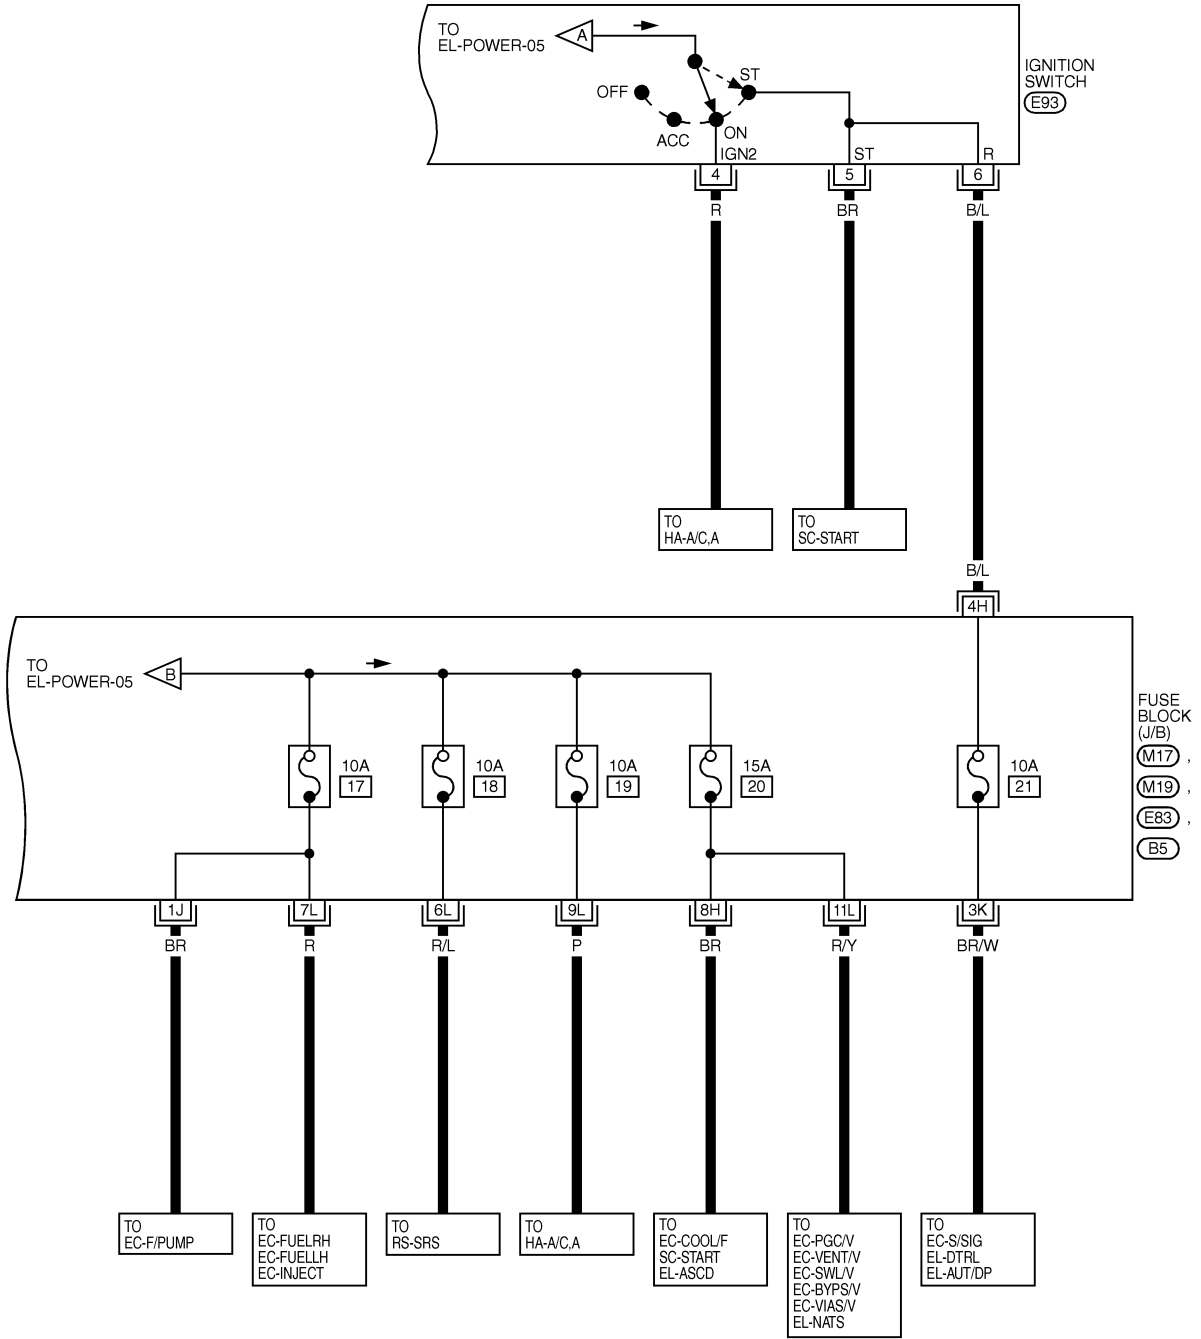 TO
EL-POWER-05
A
ST
OFF
ACC
ON
IGN2
ST
R
IGNITION
SWITCH
E93
4
5
6
R
BR
B/L
TO
HA-A/C,A
TO
SC-START
B/L
4H
TO
EL-POWER-05
B
10A
17
10A
18
10A
19
15A
20
10A
21
FUSE
BLOCK
(J/B)
M17 ,
M19 ,
E83 ,
B5
1J
7L
6L
9L
8H
11L
3K
BR
R
R/L
P
BR
R/Y
BR/W
TO
EC-F/PUMP
TO
EC-FUELRH
EC-FUELLH
EC-INJECT
TO
RS-SRS
TO
HA-A/C,A
TO
EC-COOL/F
SC-START
EL-ASCD
TO
EC-PGC/V
EC-VENT/V
EC-SWL/V
EC-BYPS/V
EC-VIAS/V
EL-NATS
TO
EC-S/SIG
EL-DTRL
EL-AUT/DP